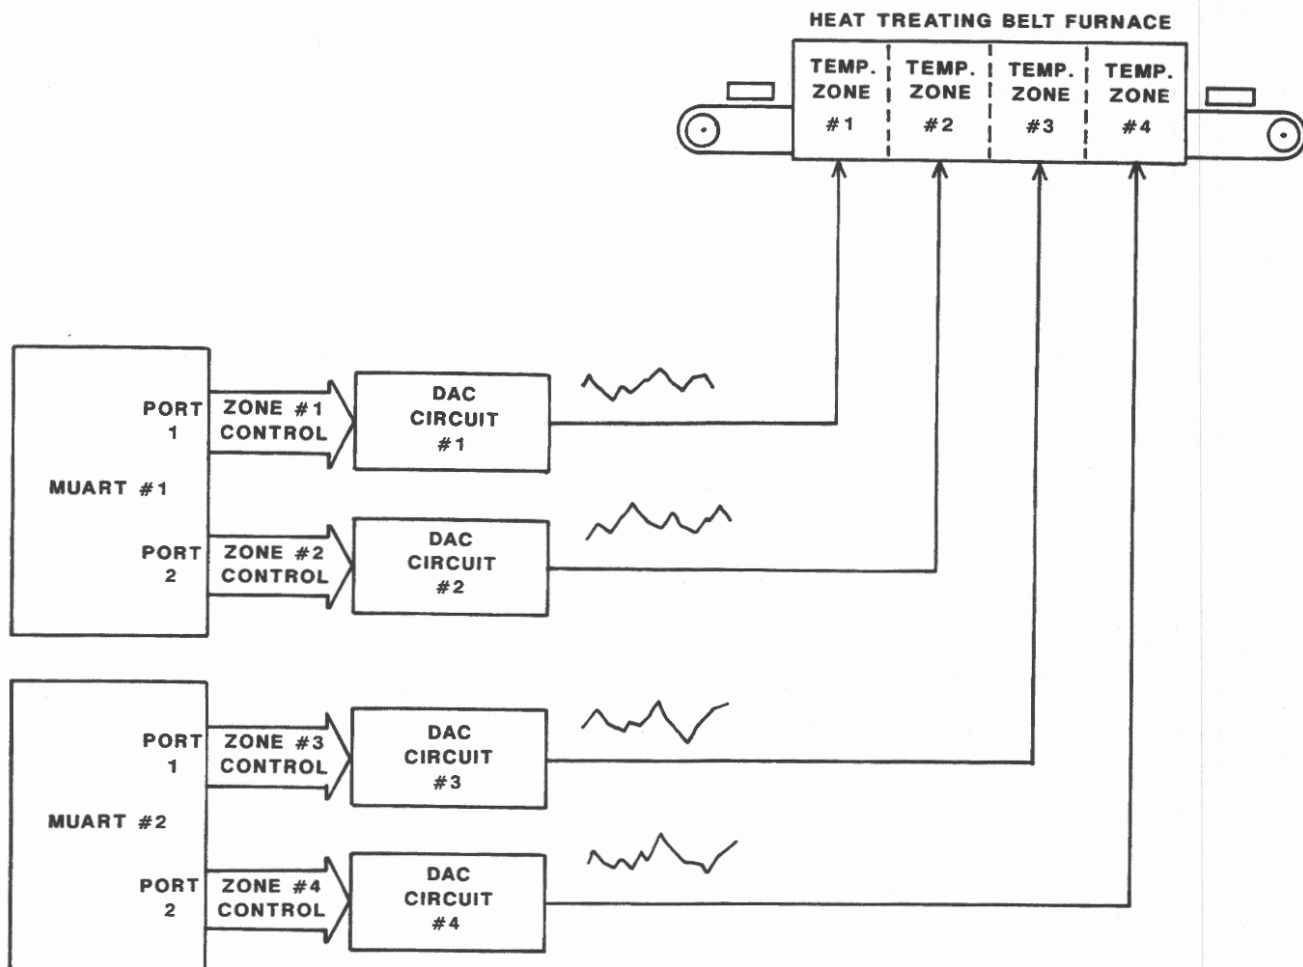 HEAT TREATING BELT FURNACE
TEMP.
ZONE
#1
TEMP.
ZONE
#2
TEMP.
ZONE
#3
TEMP.
ZONE
#4
MUART #1
PORT
1
ZONE #1
CONTROL
DAC
CIRCUIT
#1
PORT
2
ZONE #2
CONTROL
DAC
CIRCUIT
#2
MUART #2
PORT
1
ZONE #3
CONTROL
DAC
CIRCUIT
#3
PORT
2
ZONE #4
CONTROL
DAC
CIRCUIT
#4